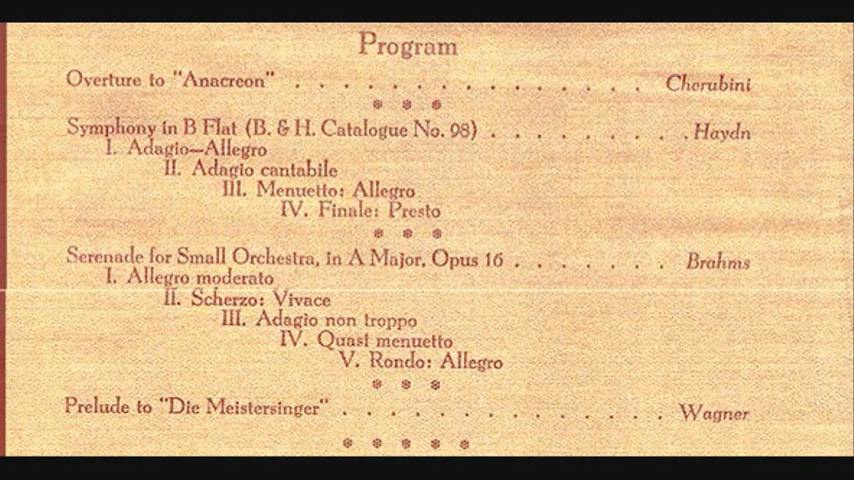 Program
Overture to "Anacreon" . . . . . . . . . . . . . . . . Cherubini
Symphony in B Flat (B. & H. Catalogue No. 98) . . . . . . . . Haydn
I. Adagio—Allegro
II. Adagio cantabile
III. Menuetto: Allegro
IV. Finale: Presto
Serenade for Small Orchestra, in A Major, Opus 16 . . . . . . . Brahms
I. Allegro moderato
II. Scherzo: Vivace
III. Adagio non troppo
IV. Quasi menuetto
V. Rondo: Allegro
Prelude to "Die Meistersinger" . . . . . . . . . . . . . Wagner